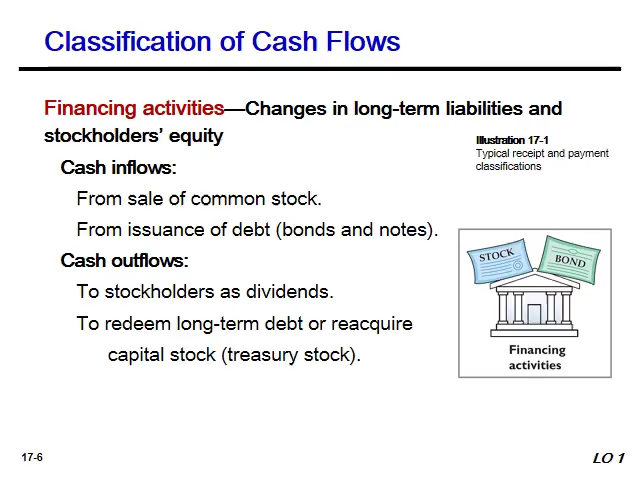 Classification of Cash Flows
Financing activities—Changes in long-term liabilities and
stockholders’ equity
Illustration 17-1
Typical receipt and payment
classifications
Cash inflows:
From sale of common stock.
From issuance of debt (bonds and notes).
Cash outflows:
To stockholders as dividends.
To redeem long-term debt or reacquire
capital stock (treasury stock).
STOCK
BOND
Financing
activities
17-6
LO 1